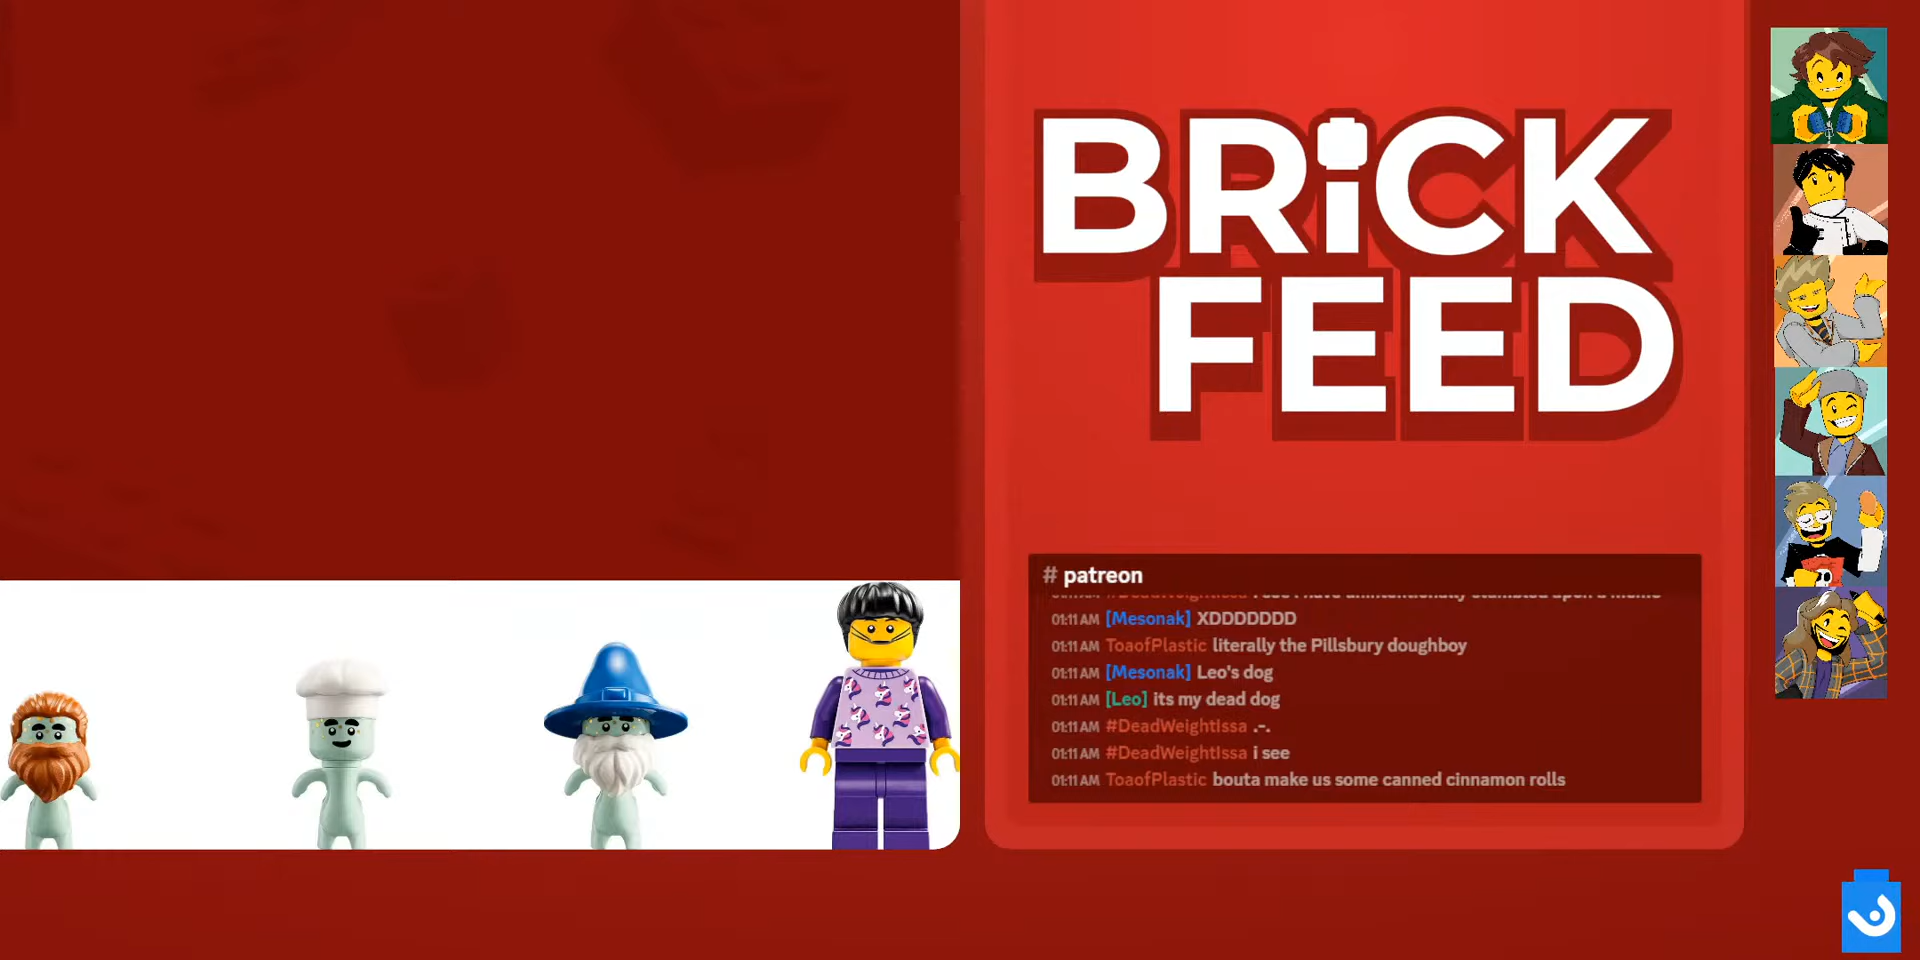 BRiCK
FEED
# patreon
01:11 AM [Mesonak] XDDDDDDD
01:11 AM ToaofPlastic literally the Pillsbury doughboy
01:11 AM [Mesonak] Leo's dog
01:11 AM [Leo] its my dead dog
01:11 AM #DeadWeightIssa .-.
01:11 AM #DeadWeightIssa i see
01:11 AM ToaofPlastic bouta make us some canned cinnamon rolls